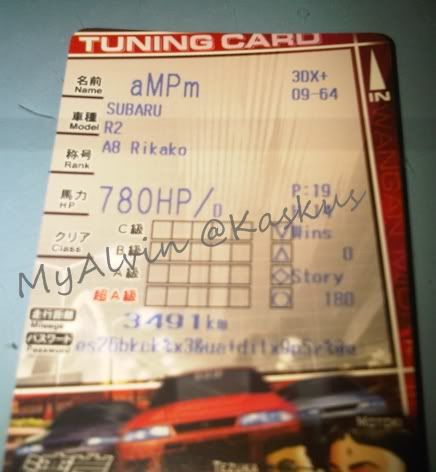 TUNING CARD
名前 Name
aMPm
3DX+
09-64
IN
車種 Model
SUBARU
R2
称号 Rank
A8 Rikako
馬力 HP
780HP/D
P:19
クリア Class
C級
B級
A級
超A級
Wins
0
Story
180
MyAlvin @Kaskus
走行距離 Mileage
3491km
パスワード Password